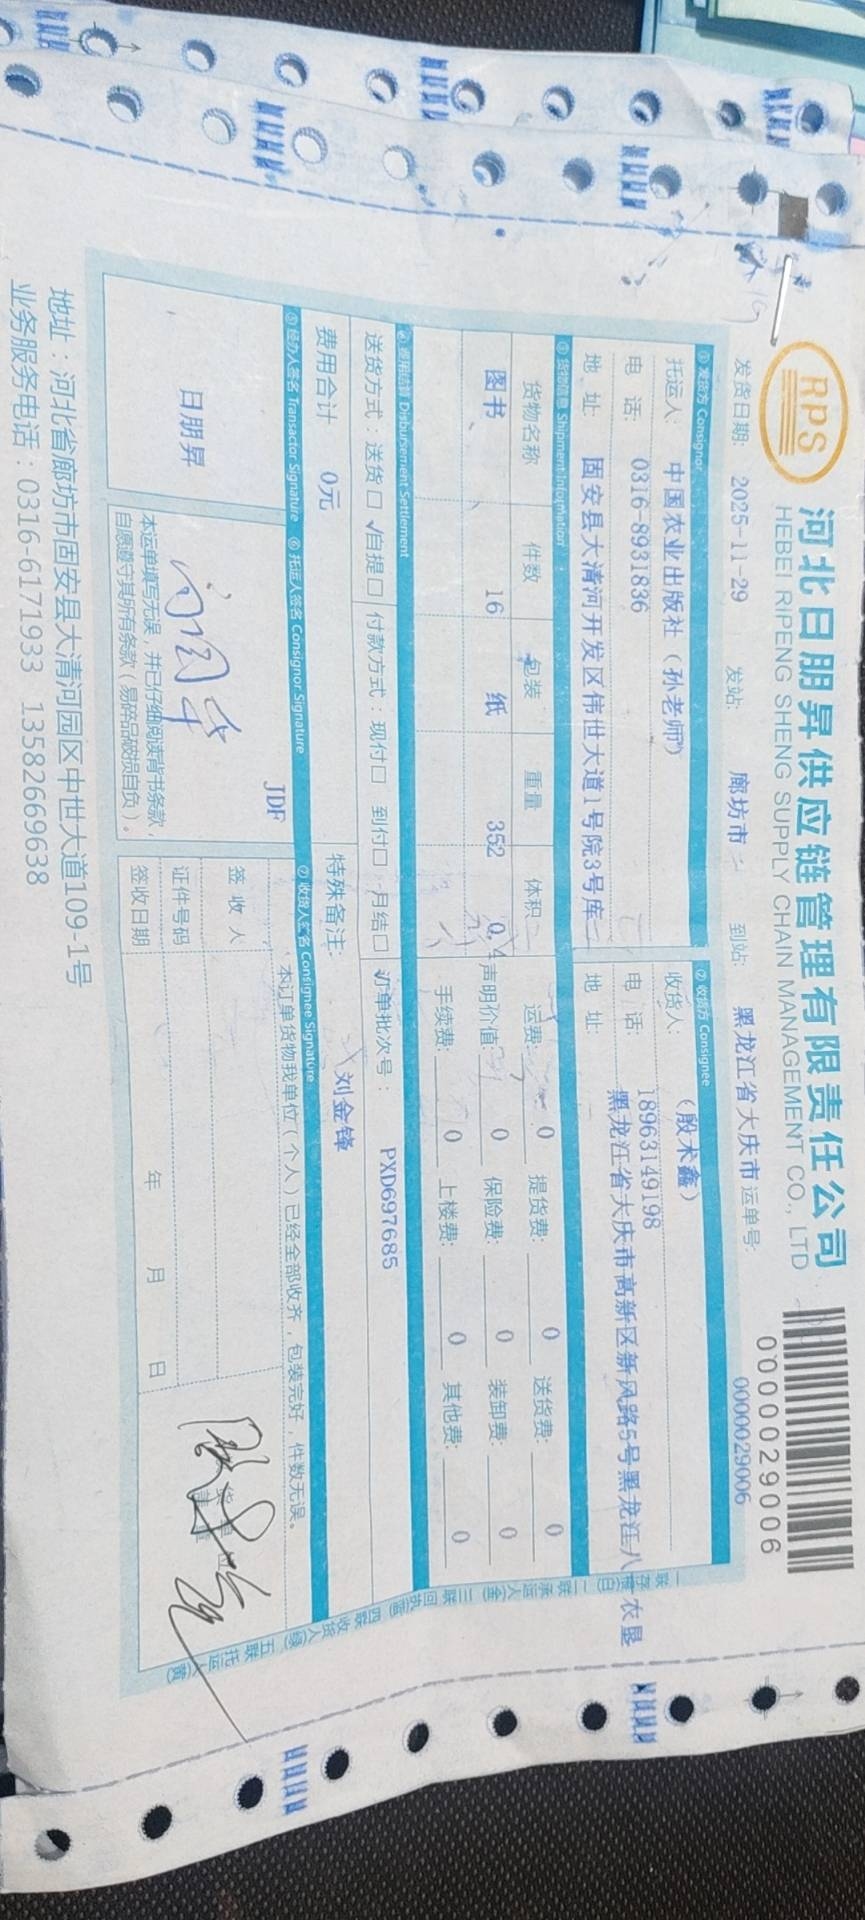 RPS
河北日朋昇供应链管理有限责任公司
HEBEI RIPENG SHENG SUPPLY CHAIN MANAGEMENT CO., LTD
0000029006
发货日期: 2025-11-29 发站: 廊坊市 到站: 黑龙江省大庆市 运单号: 0000029006
① 发货方 Consignor ② 收货方 Consignee
托运人: 中国农业出版社 (孙老师) 收货人: (殷术鑫)
电 话: 0316-8931836 电 话: 18963149198
地 址: 固安县大清河开发区伟世大道1号院3号库 地 址: 黑龙江省大庆市高新区新风路5号黑龙江八一农垦
③ 货物信息 Shipment Information
货物名称 件数 包装 重量 体积 运费: 0 提货费: 0 送货费: 0
图书 16 纸 352 0.4 声明价值: 0 保险费: 0 装卸费: 0
手续费: 0 上楼费: 0 其他费: 0
④ 费用结算 Disbursement Settlement
送货方式: 送货□ √自提□ 付款方式: 现付□ 到付□ 月结□ 订单批次号: PXD697685
费用合计 0元 特殊备注: 刘金锋
⑤ 经办人签名 Transactor Signature ⑥ 托运人签名 Consignor Signature ⑦ 收货人签名 Consignee Signature
JDF
本订单货物我单位(个人)已经全部收齐,包装完好,件数无误。
日朋昇
签 收 人
证件号码
签收日期 年 月 日
本运单填写无误,并已仔细阅读背书条款,
自愿遵守其所有条款(易碎品破损自负)。
地址:河北省廊坊市固安县大清河园区中世大道109-1号
业务服务电话:0316-6171933 13582669638